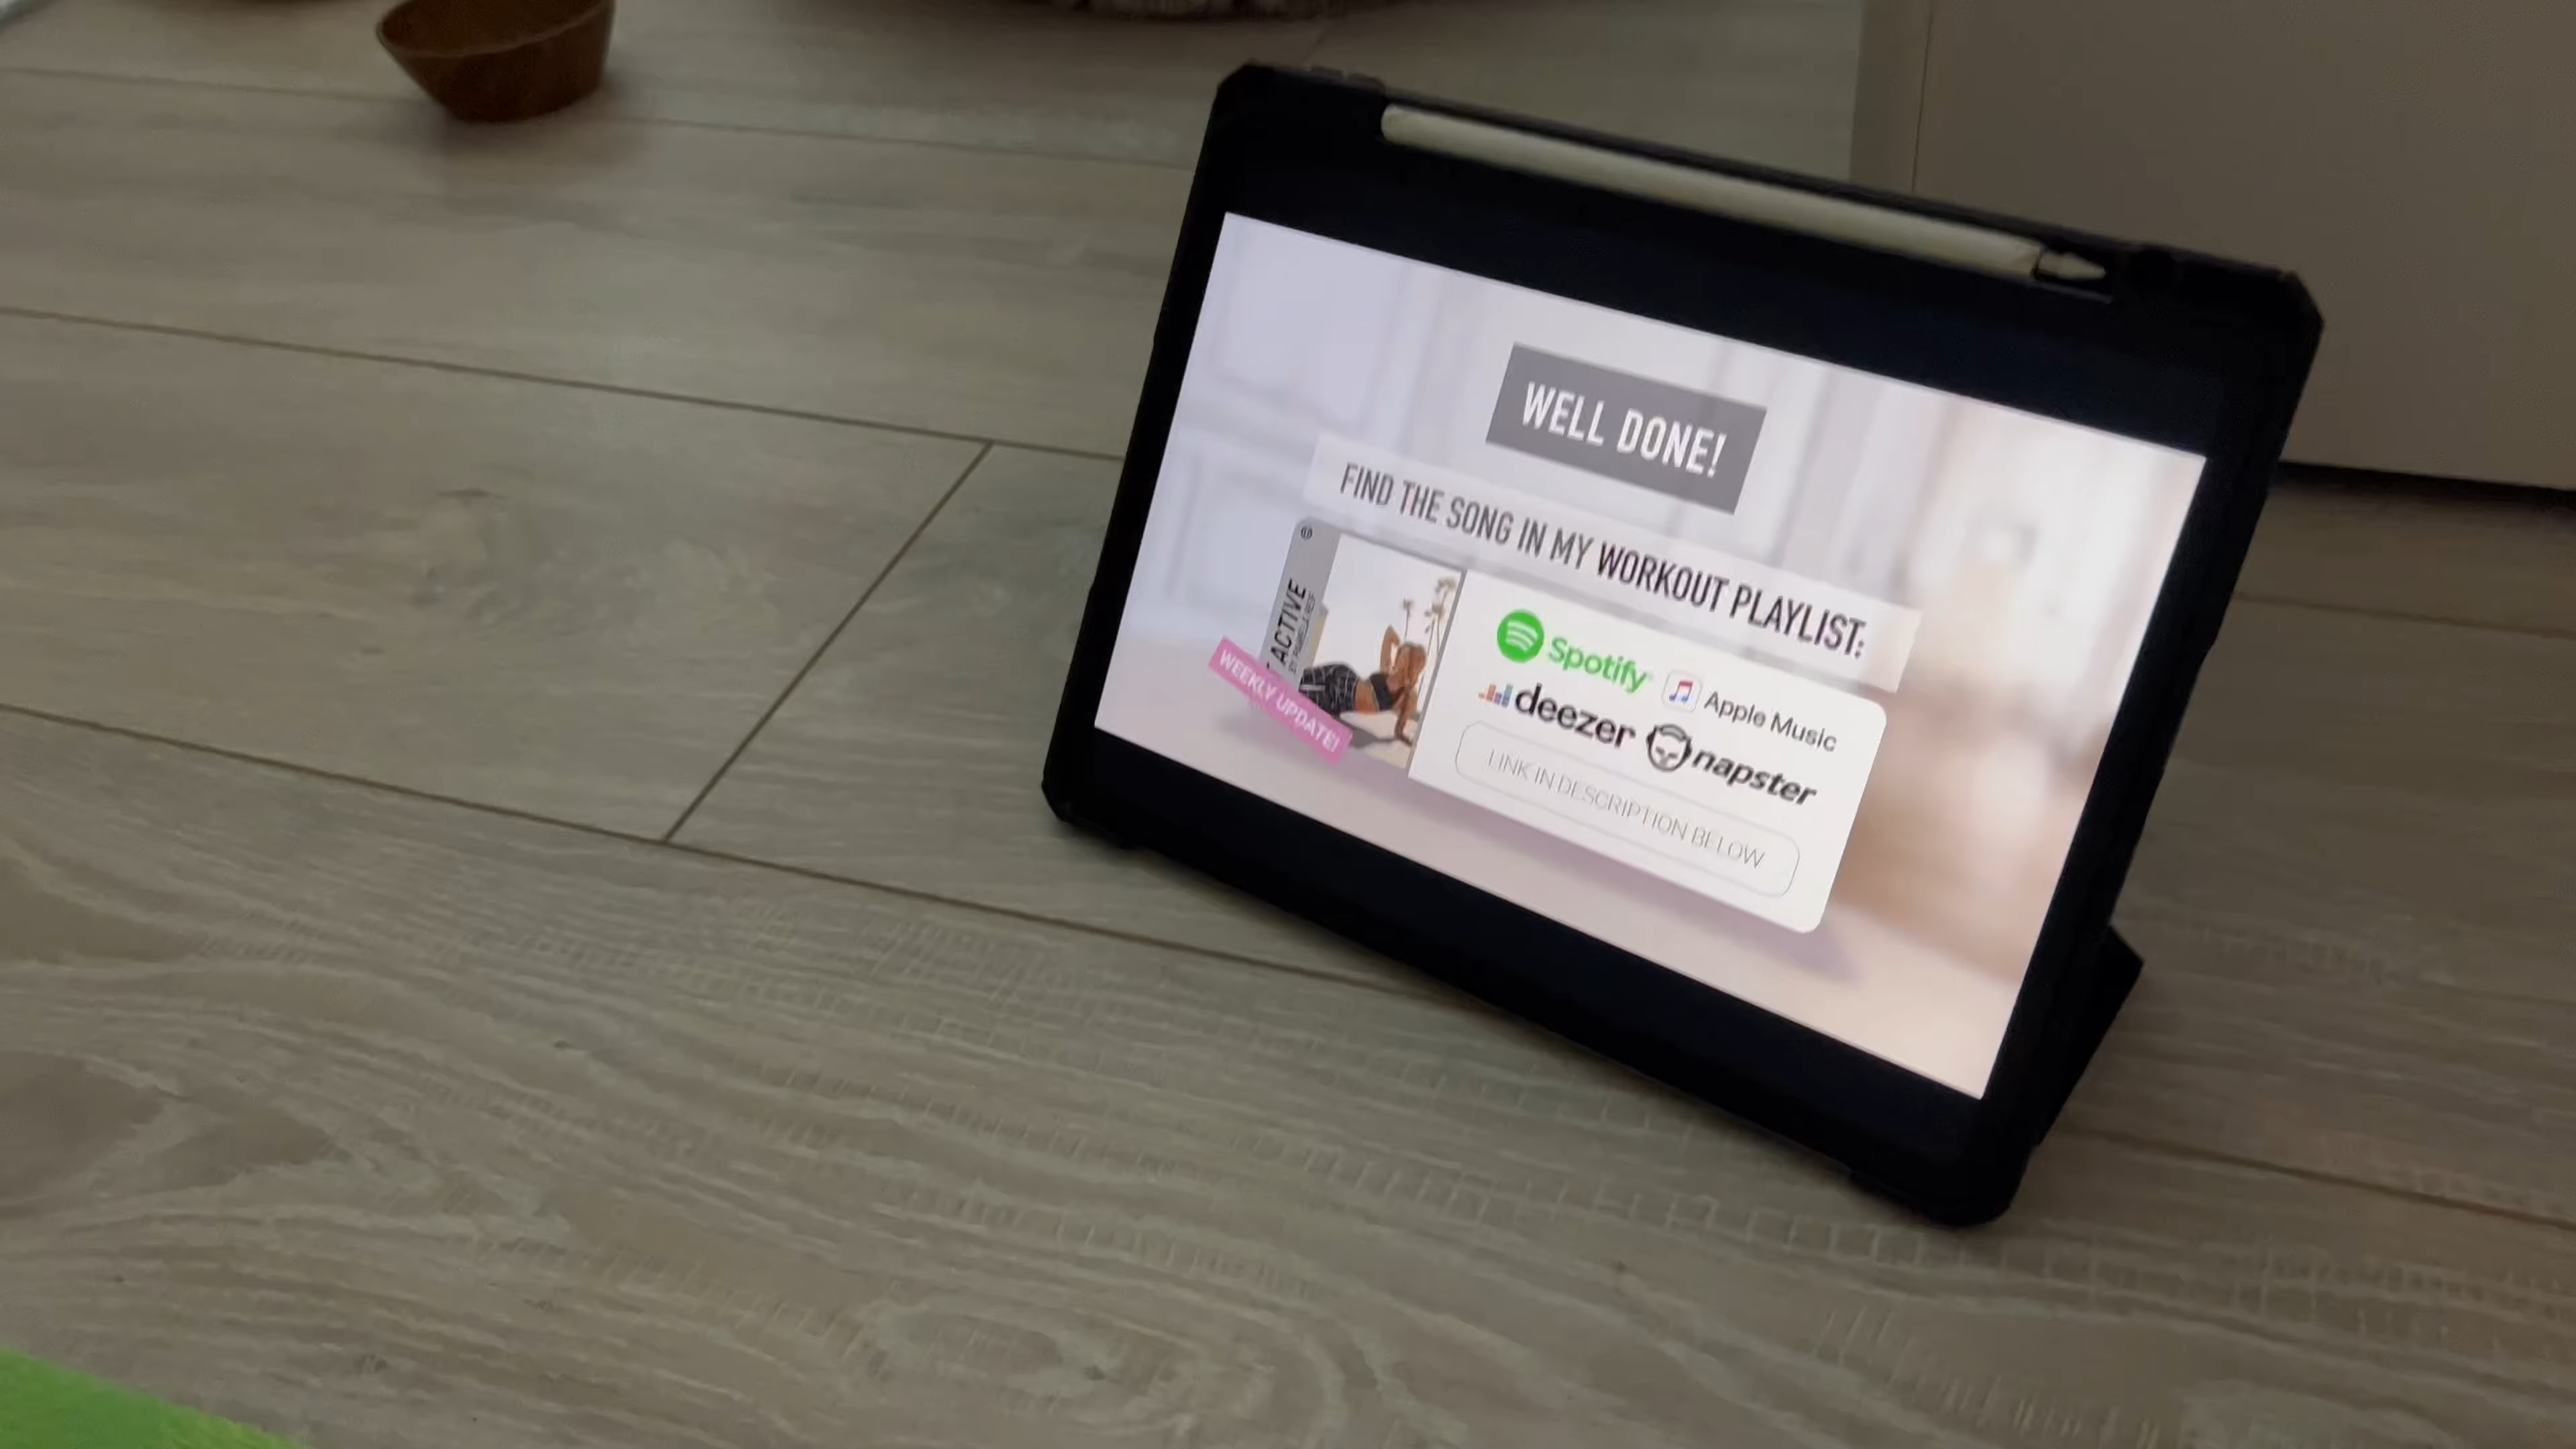 WELL DONE!
FIND THE SONG IN MY WORKOUT PLAYLIST:
ACTIVE
WEEKLY UPDATE!
Spotify
Apple Music
deezer
napster
LINK IN DESCRIPTION BELOW